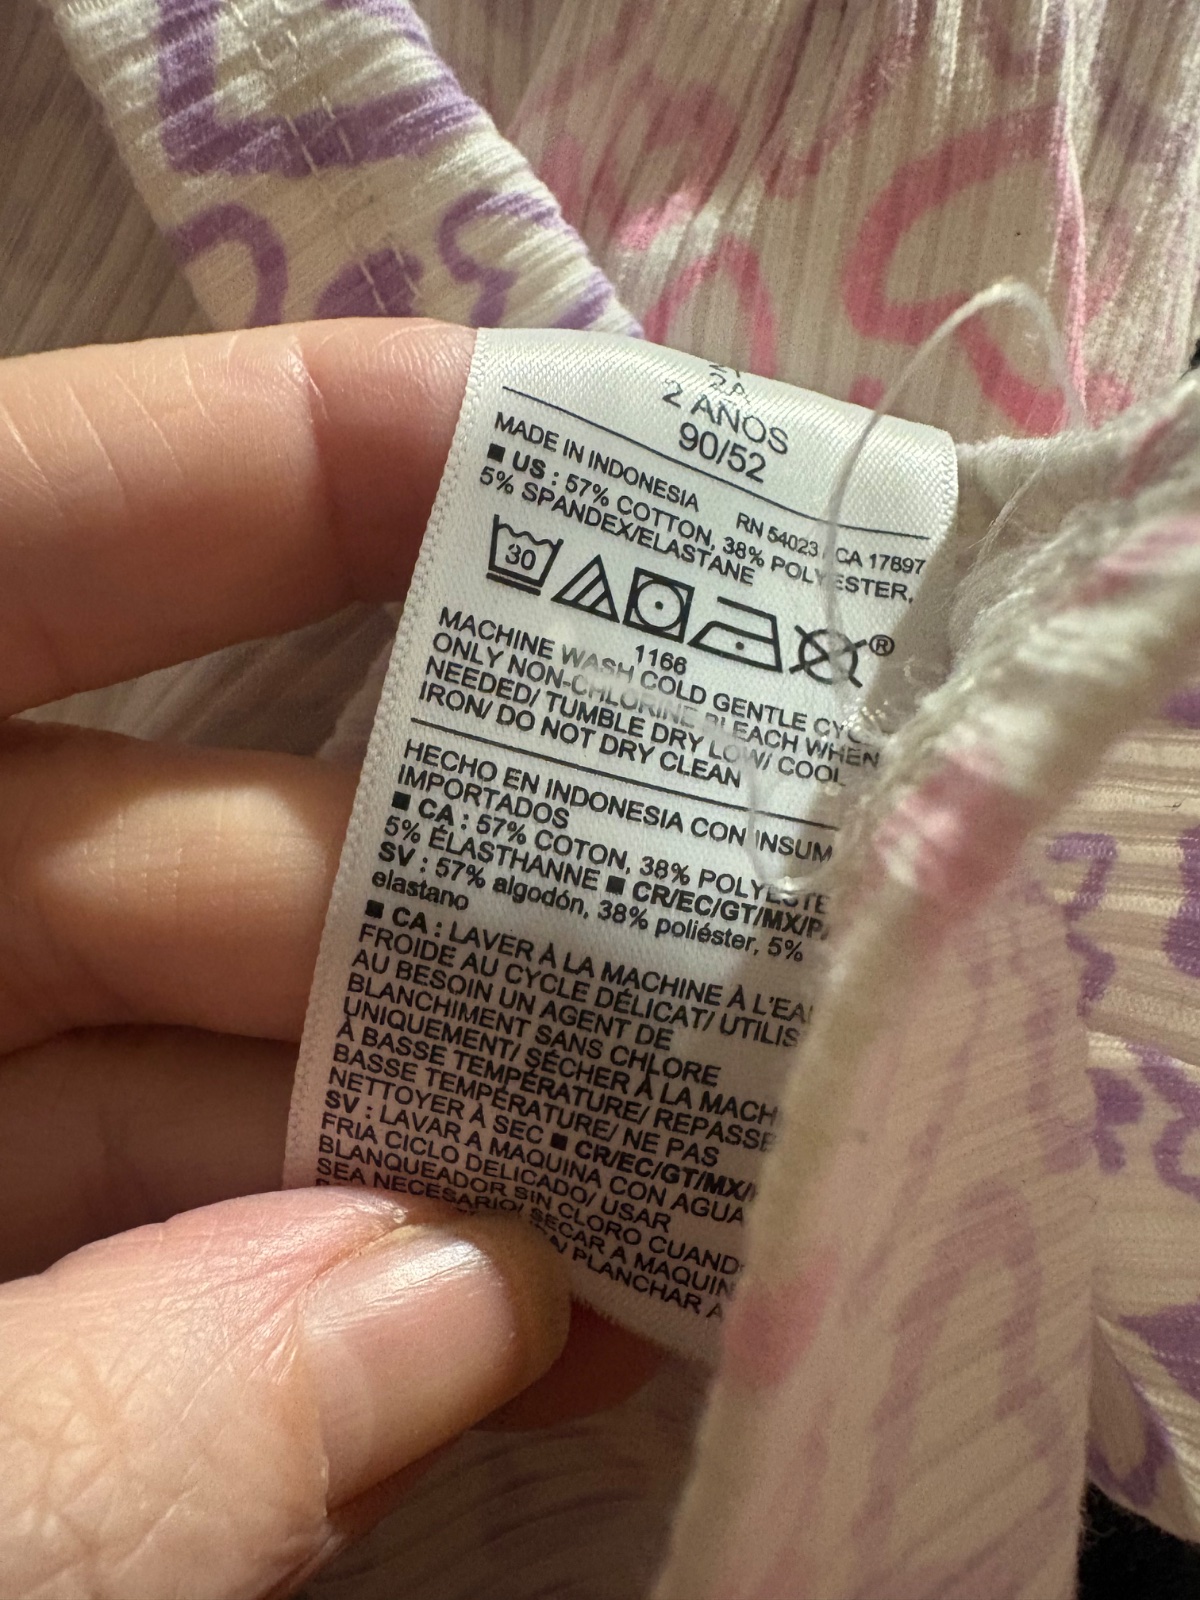 2A
2 AÑOS
90/52
MADE IN INDONESIA RN 54023 CA 17897
■ US : 57% COTTON, 38% POLYESTER,
5% SPANDEX/ELASTANE
30
®
1166
MACHINE WASH COLD GENTLE
ONLY NON-CHLORINE BLEACH WHEN
NEEDED/ TUMBLE DRY LOW/ COOL
IRON/ DO NOT DRY CLEAN
HECHO EN INDONESIA CON INSUM
IMPORTADOS
■ CA : 57% COTON, 38% POLYESTE
5% ÉLASTHANNE ■ CR/EC/GT/MX/P
SV : 57% algodón, 38% poliéster, 5%
elastano
■ CA : LAVER À LA MACHINE À L'EAU
FROIDE AU CYCLE DÉLICAT/ UTILIS
AU BESOIN UN AGENT DE
BLANCHIMENT SANS CHLORE
UNIQUEMENT/ SÉCHER À LA MACH
À BASSE TEMPÉRATURE/ REPASSE
BASSE TEMPÉRATURE/ NE PAS
NETTOYER À SEC ■ CR/EC/GT/MX/
SV : LAVAR A MAQUINA CON AGUA
FRIA CICLO DELICADO/ USAR
BLANQUEADOR SIN CLORO CUAND
SEA NECESARIO/ SECAR A MAQUIN
PLANCHAR A